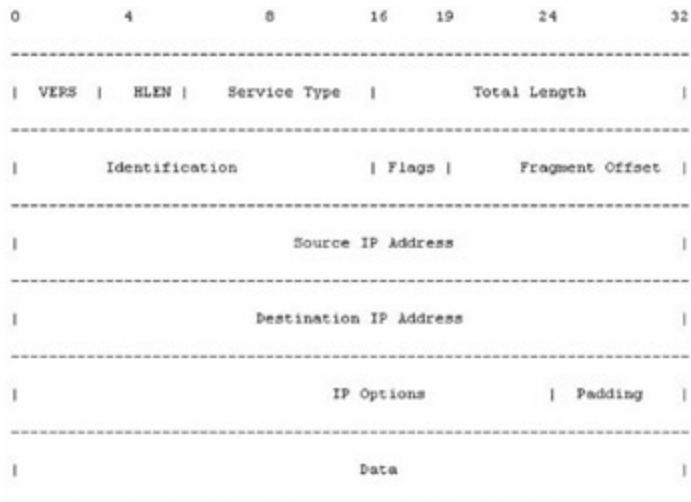 0 4 8 16 19 24 32
------------------------------------------------------------
| VERS | HLEN | Service Type | Total Length |
------------------------------------------------------------
| Identification | Flags | Fragment Offset |
------------------------------------------------------------
| Source IP Address |
------------------------------------------------------------
| Destination IP Address |
------------------------------------------------------------
| IP Options | Padding |
------------------------------------------------------------
| Data |